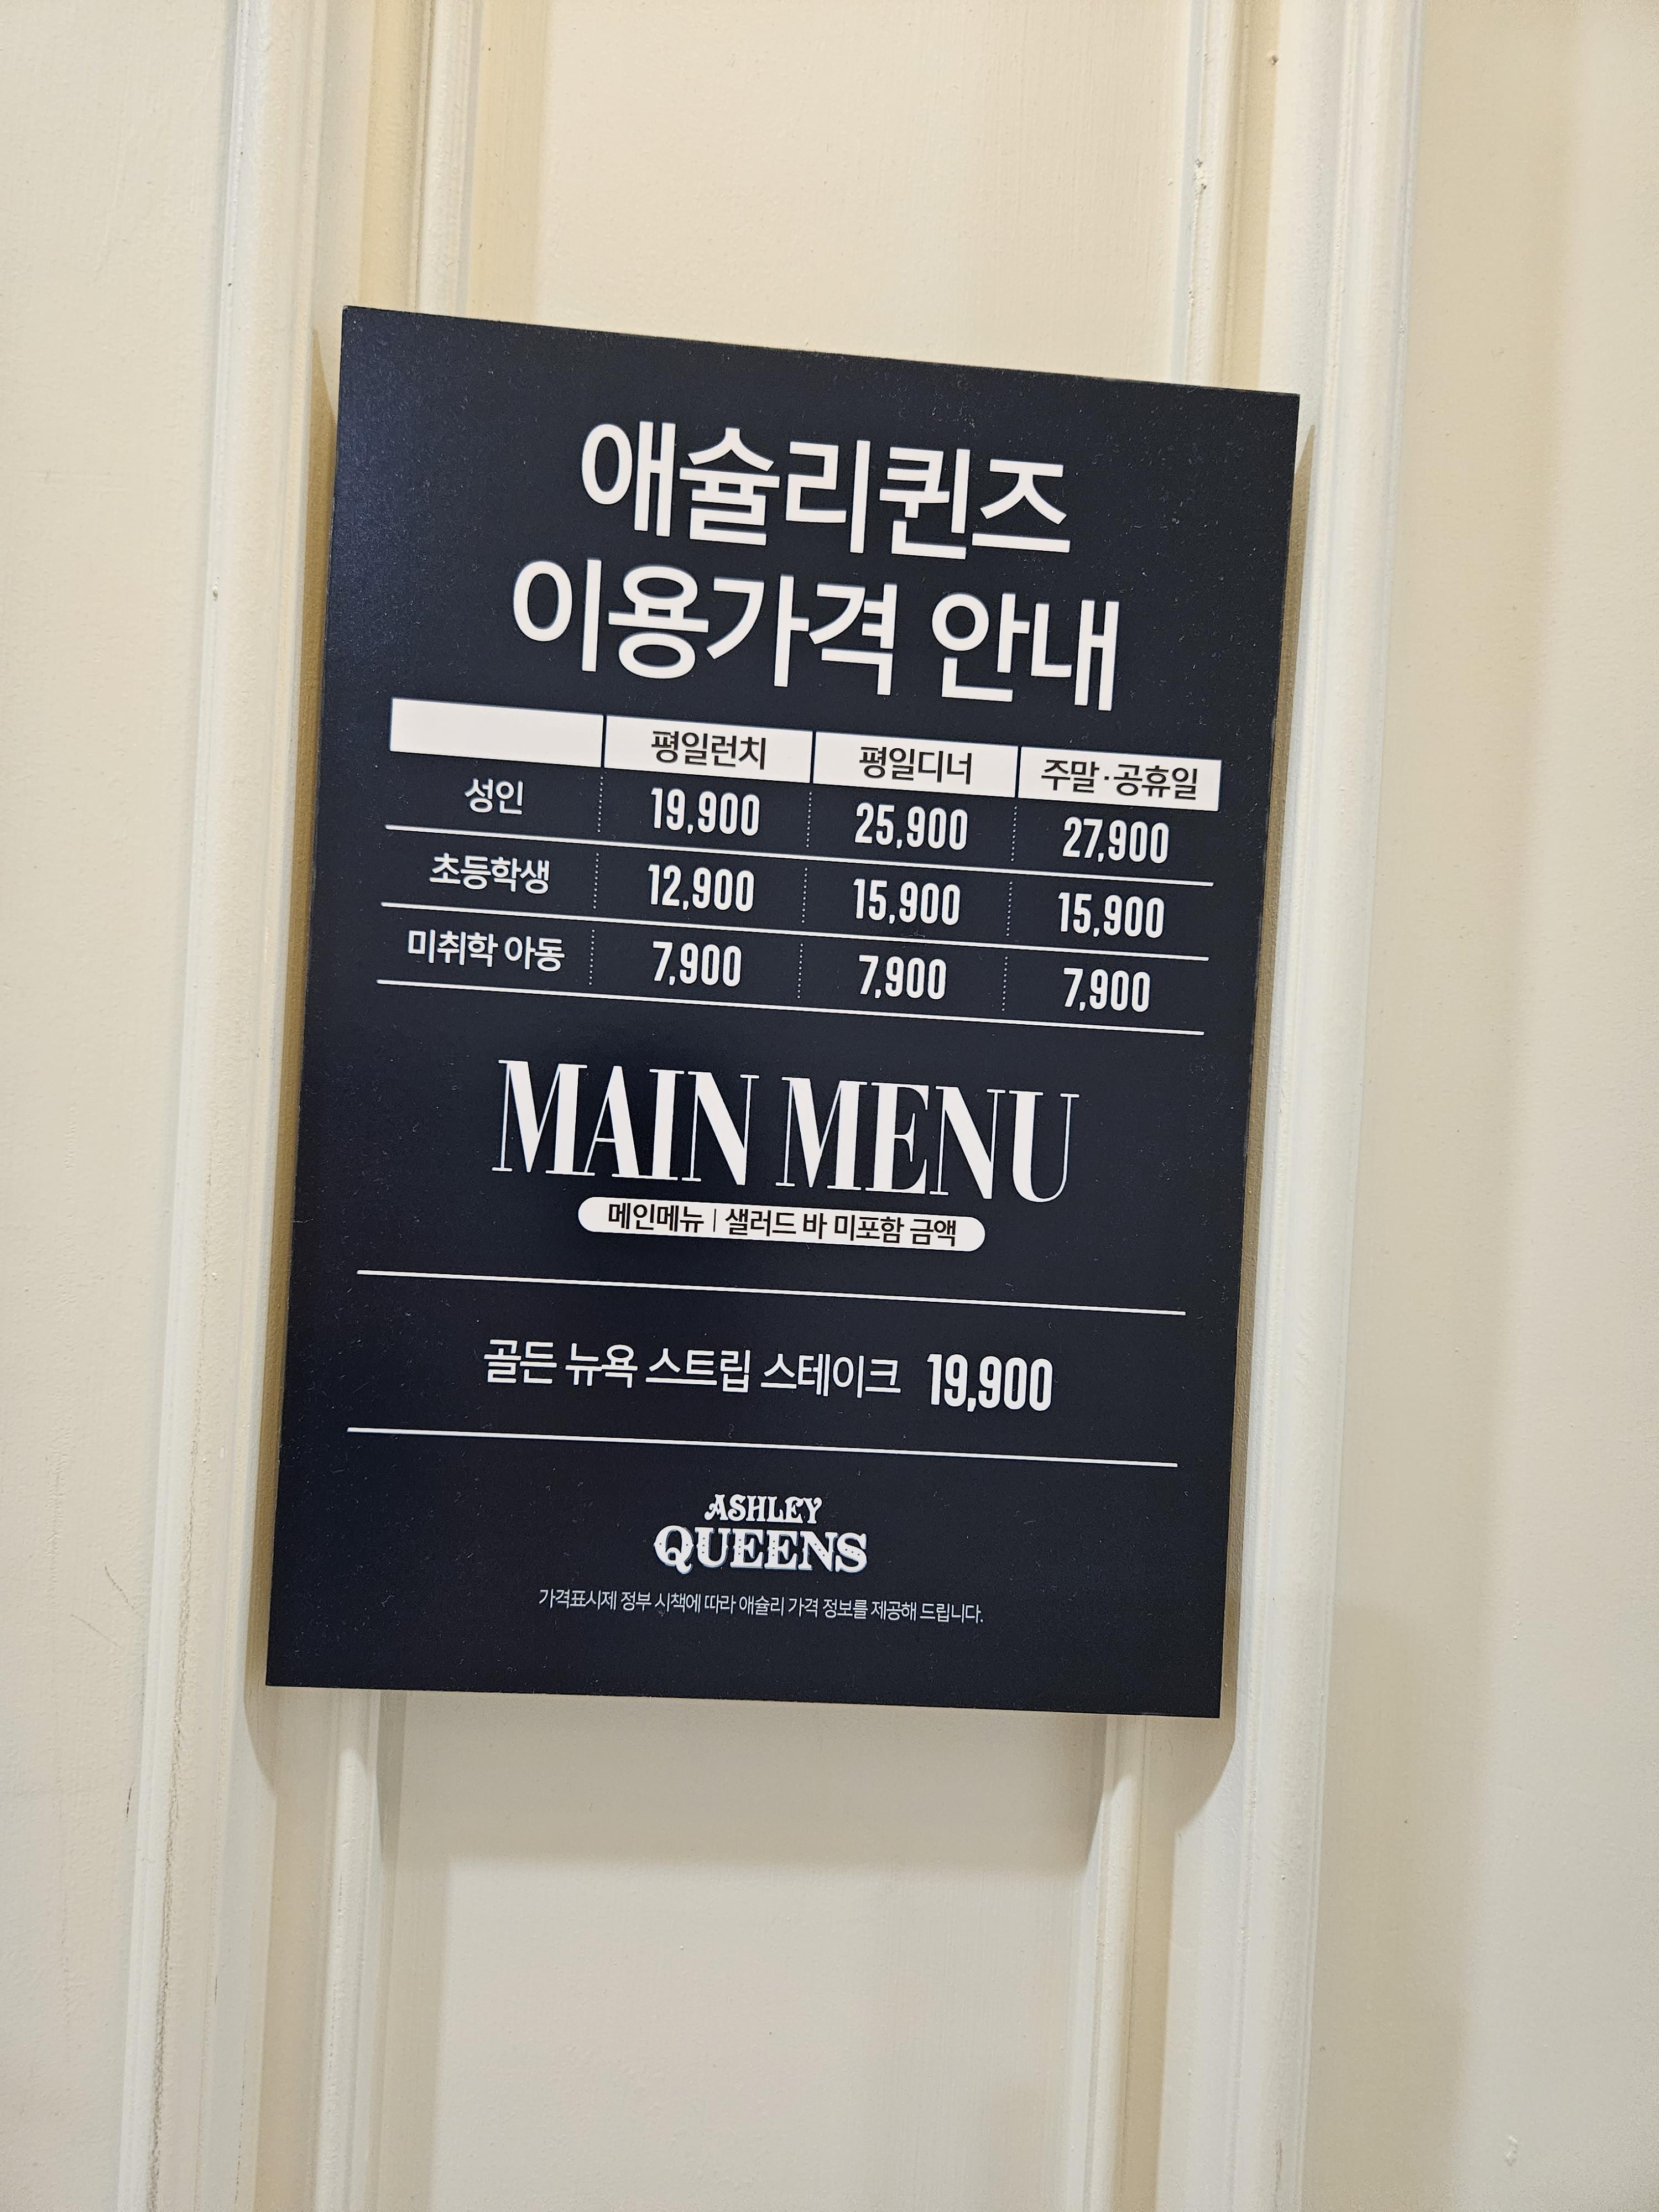 애슐리퀸즈
이용가격 안내
평일런치 평일디너 주말·공휴일
성인 19,900 25,900 27,900
초등학생 12,900 15,900 15,900
미취학 아동 7,900 7,900 7,900
MAIN MENU
메인메뉴 | 샐러드 바 미포함 금액
골든 뉴욕 스트립 스테이크 19,900
ASHLEY
QUEENS
가격표시제 정부 시책에 따라 애슐리 가격 정보를 제공해 드립니다.